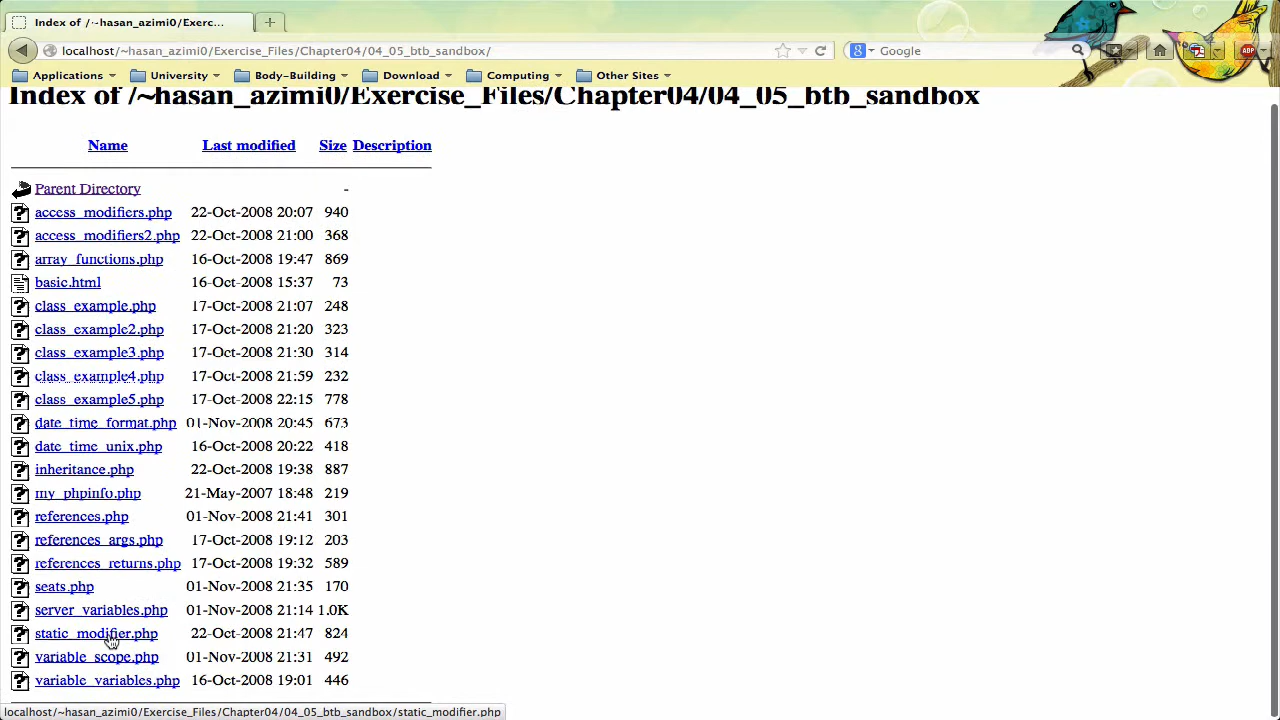 Index of /~hasan_azimi0/Exerc...
localhost/~hasan_azimi0/Exercise_Files/Chapter04/04_05_btb_sandbox/
Google
Applications University Body-Building Download Computing Other Sites
Index of /~hasan_azimi0/Exercise_Files/Chapter04/04_05_btb_sandbox
Name Last modified Size Description
Parent Directory -
access_modifiers.php 22-Oct-2008 20:07 940
access_modifiers2.php 22-Oct-2008 21:00 368
array_functions.php 16-Oct-2008 19:47 869
basic.html 16-Oct-2008 15:37 73
class_example.php 17-Oct-2008 21:07 248
class_example2.php 17-Oct-2008 21:20 323
class_example3.php 17-Oct-2008 21:30 314
class_example4.php 17-Oct-2008 21:59 232
class_example5.php 17-Oct-2008 22:15 778
date_time_format.php 01-Nov-2008 20:45 673
date_time_unix.php 16-Oct-2008 20:22 418
inheritance.php 22-Oct-2008 19:38 887
my_phpinfo.php 21-May-2007 18:48 219
references.php 01-Nov-2008 21:41 301
references_args.php 17-Oct-2008 19:12 203
references_returns.php 17-Oct-2008 19:32 589
seats.php 01-Nov-2008 21:35 170
server_variables.php 01-Nov-2008 21:14 1.0K
static_modifier.php 22-Oct-2008 21:47 824
variable_scope.php 01-Nov-2008 21:31 492
variable_variables.php 16-Oct-2008 19:01 446
localhost/~hasan_azimi0/Exercise_Files/Chapter04/04_05_btb_sandbox/static_modifier.php